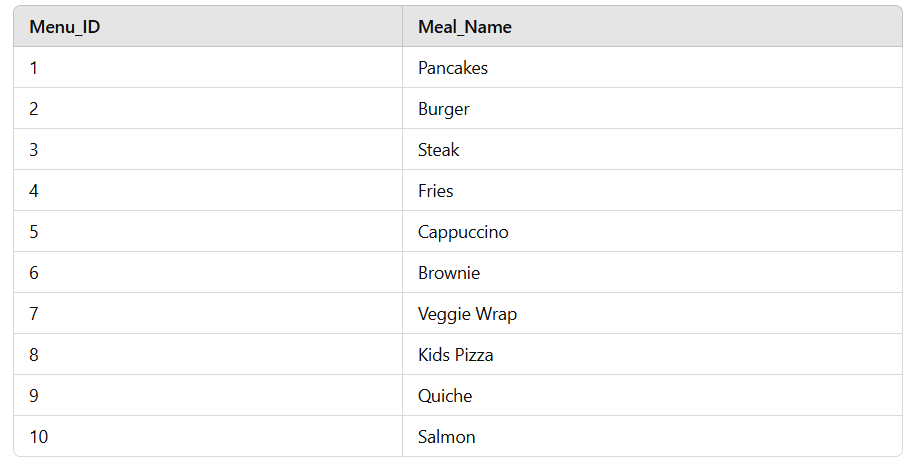 Menu_ID Meal_Name
1 Pancakes
2 Burger
3 Steak
4 Fries
5 Cappuccino
6 Brownie
7 Veggie Wrap
8 Kids Pizza
9 Quiche
10 Salmon